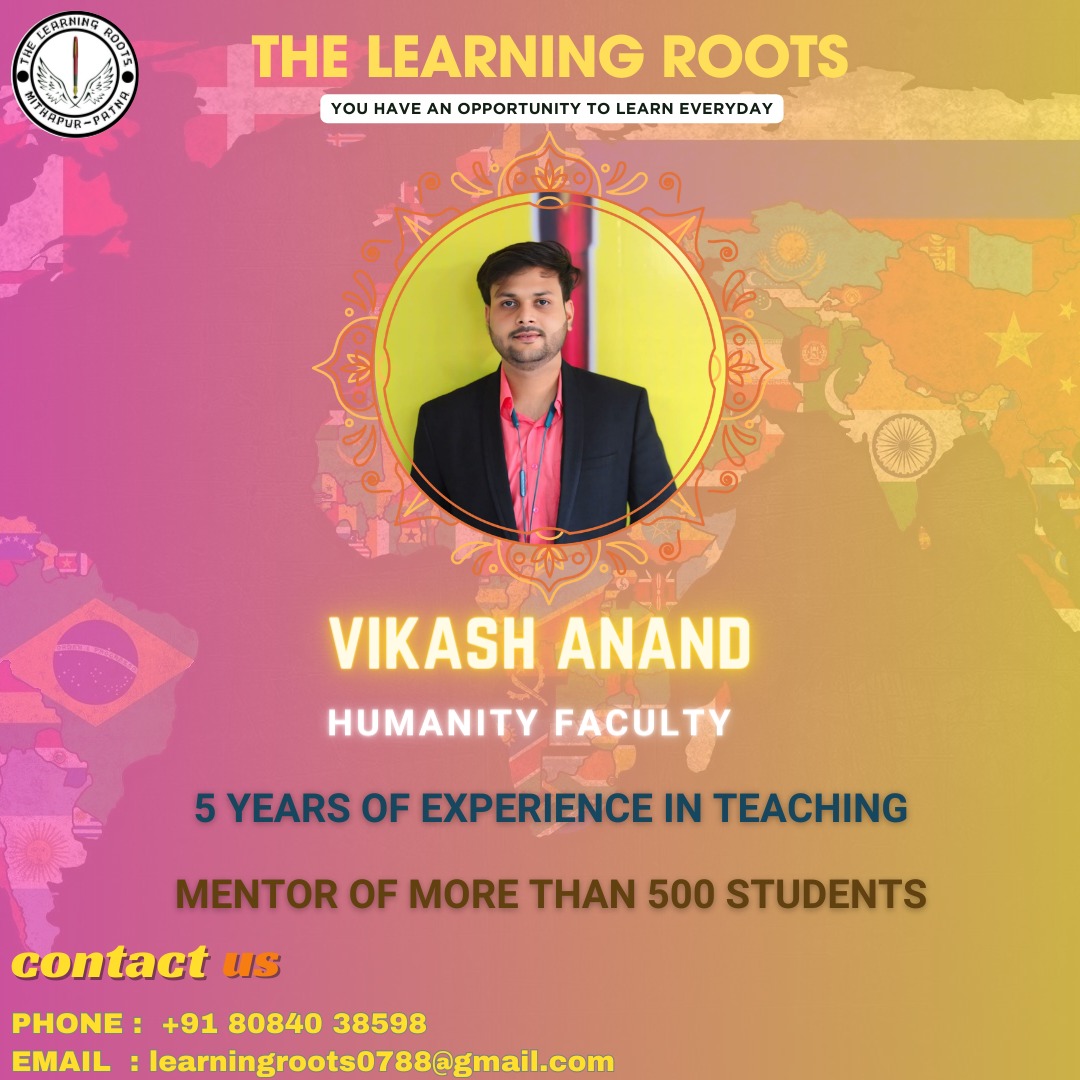 THE LEARNING ROOTS
MITHAPUR-PATNA
THE LEARNING ROOTS
YOU HAVE AN OPPORTUNITY TO LEARN EVERYDAY
VIKASH ANAND
HUMANITY FACULTY
5 YEARS OF EXPERIENCE IN TEACHING
MENTOR OF MORE THAN 500 STUDENTS
contact us
PHONE : +91 80840 38598
EMAIL : learningroots0788@gmail.com